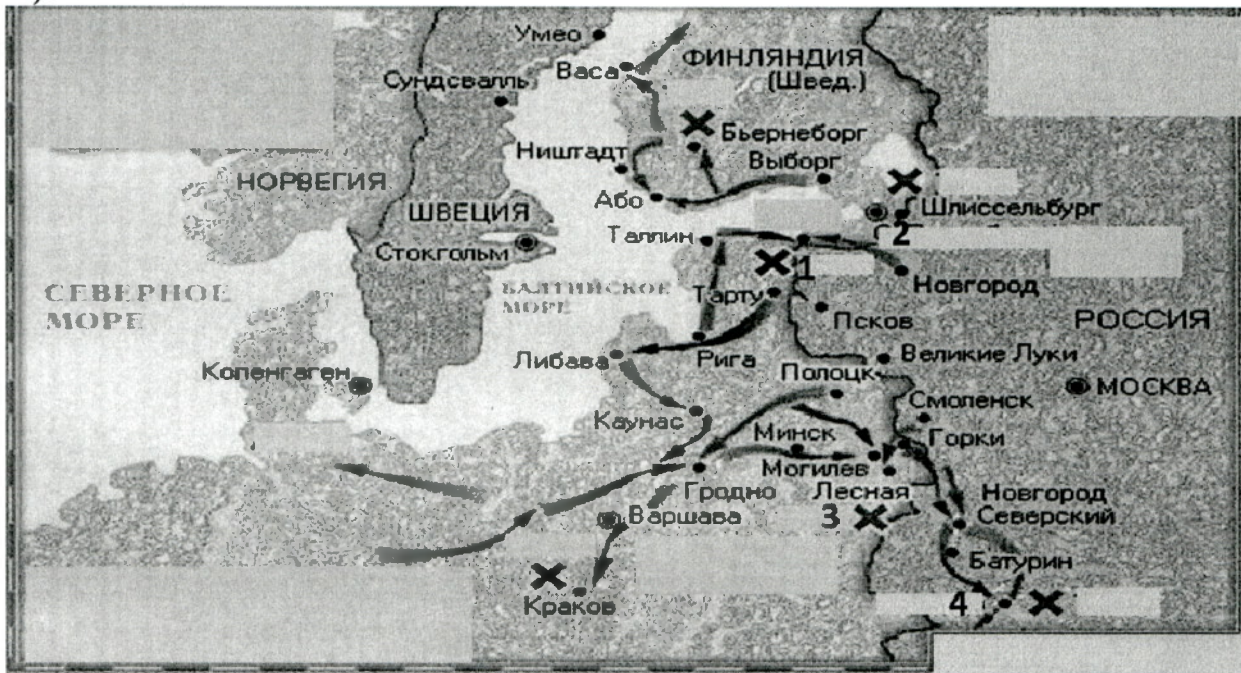 Умео
ФИНЛЯНДИЯ
(Швед.)
Васа
Сундсвалль
Бьернеборг
Ништадт
Выборг
НОРВЕГИЯ
Або
ШВЕЦИЯ
Шлиссельбург
2
Таллин
Стокгольм
1
СЕВЕРНОЕ
МОРЕ
БАЛТИЙСКОЕ
МОРЕ
Тарту
Новгород
Псков
РОССИЯ
Рига
Либава
Великие Луки
Копенгаген
Полоцк
МОСКВА
Смоленск
Каунас
Минск
Горки
Могилев
Гродно
Лесная
Новгород
Северский
Варшава
3
Батурин
Краков
4